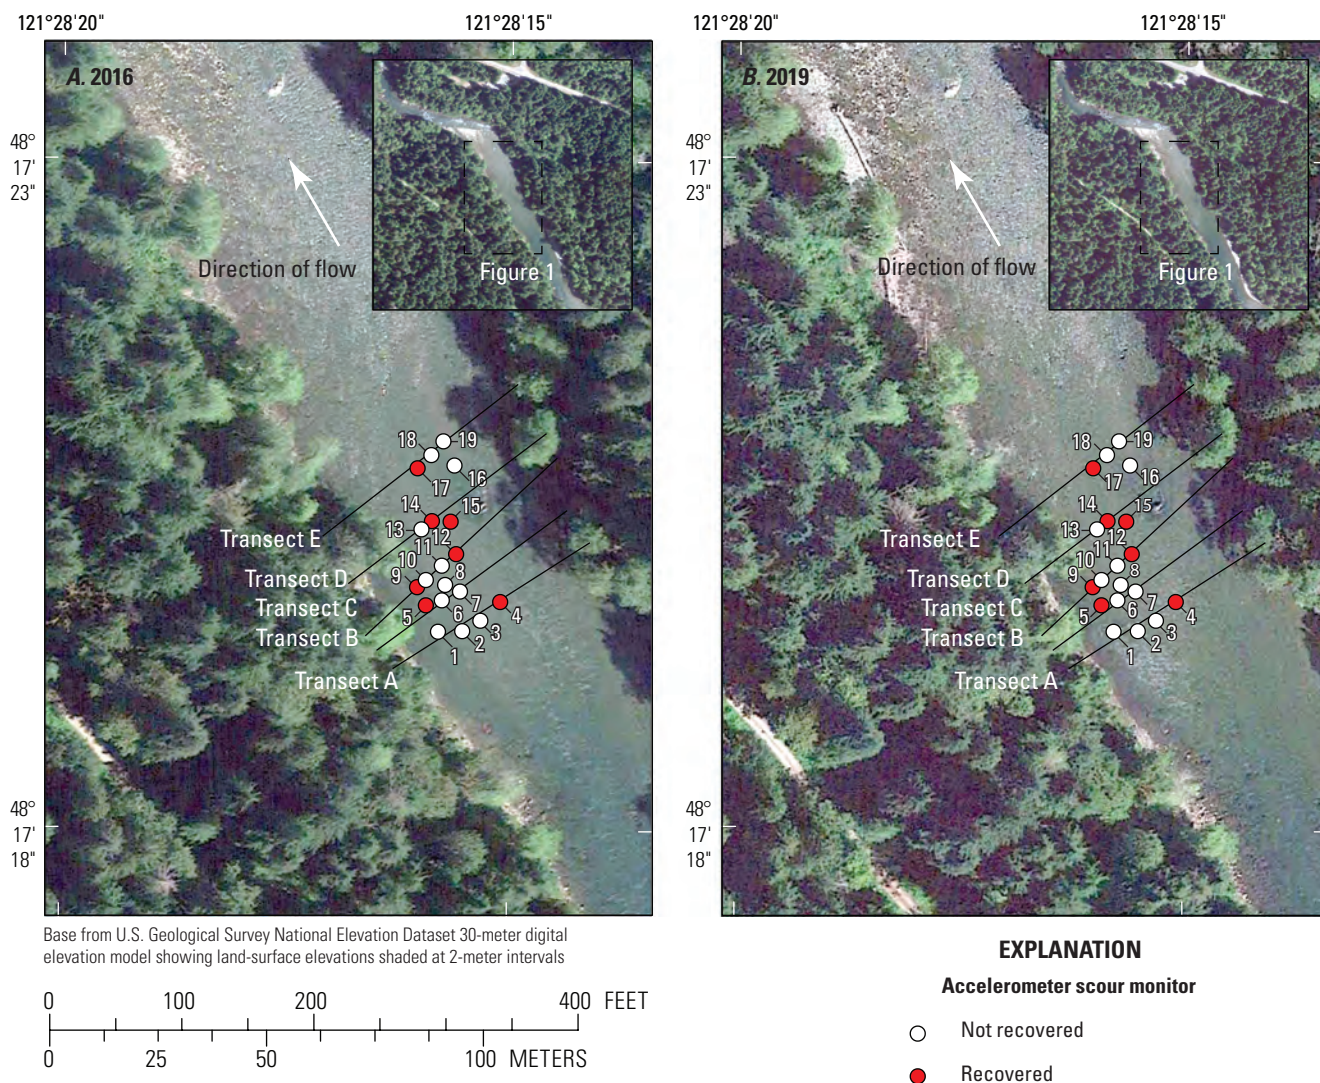 121°28'20"
121°28'15"
121°28'20"
121°28'15"
A. 2016
48°
17'
23"
Direction of flow
Figure 1
18
19
16
17
14
15
13
12
11
10
9
8
7
6
5
4
3
2
1
Transect E
Transect D
Transect C
Transect B
Transect A
48°
17'
18"
B. 2019
48°
17'
23"
Direction of flow
Figure 1
18
19
16
17
14
15
13
12
11
10
9
8
7
6
5
4
3
2
1
Transect E
Transect D
Transect C
Transect B
Transect A
48°
17'
18"
Base from U.S. Geological Survey National Elevation Dataset 30-meter digital
elevation model showing land-surface elevations shaded at 2-meter intervals
0 100 200 400 FEET
0 25 50 100 METERS
EXPLANATION
Accelerometer scour monitor
Not recovered
Recovered